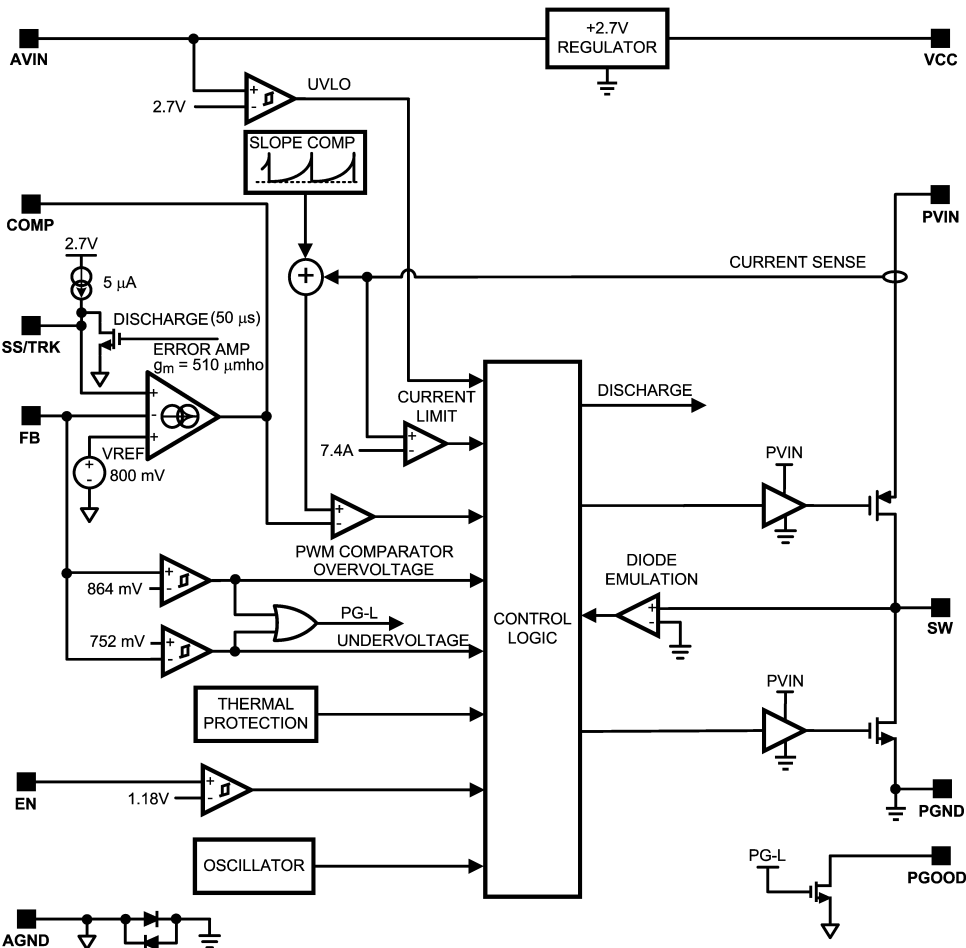 +2.7V
REGULATOR
AVIN
VCC
UVLO
+
-
2.7V
SLOPE COMP
COMP
PVIN
2.7V
5 μA
+
CURRENT SENSE
DISCHARGE (50 μs)
SS/TRK
ERROR AMP
gm = 510 μmho
CURRENT
LIMIT
DISCHARGE
+
-
+
FB
+
-
7.4A
VREF
800 mV
+
-
PVIN
+
-
PWM COMPARATOR
OVERVOLTAGE
+
-
864 mV
DIODE
EMULATION
+
-
PG-L
CONTROL
LOGIC
SW
752 mV
+
-
UNDERVOLTAGE
THERMAL
PROTECTION
PVIN
EN
+
-
1.18V
PGND
OSCILLATOR
PG-L
PGOOD
AGND